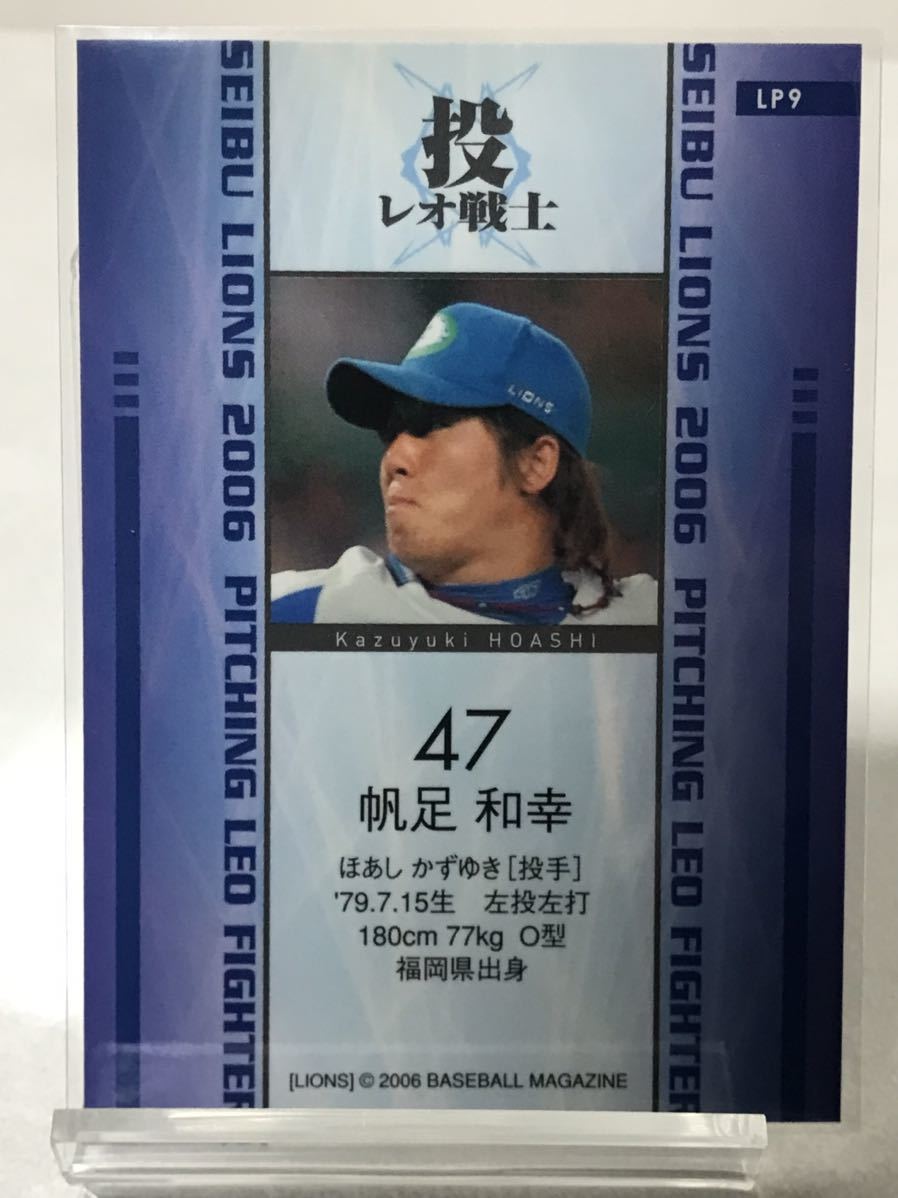 LP9
SEIBU LIONS 2006 PITCHING LEO FIGHTER
投
レオ戦士
LIONS
Kazuyuki HOASHI
47
帆足 和幸
ほあし かずゆき[投手]
'79.7.15生 左投左打
180cm 77kg O型
福岡県出身
[LIONS] © 2006 BASEBALL MAGAZINE
SEIBU LIONS 2006 PITCHING LEO FIGHTER